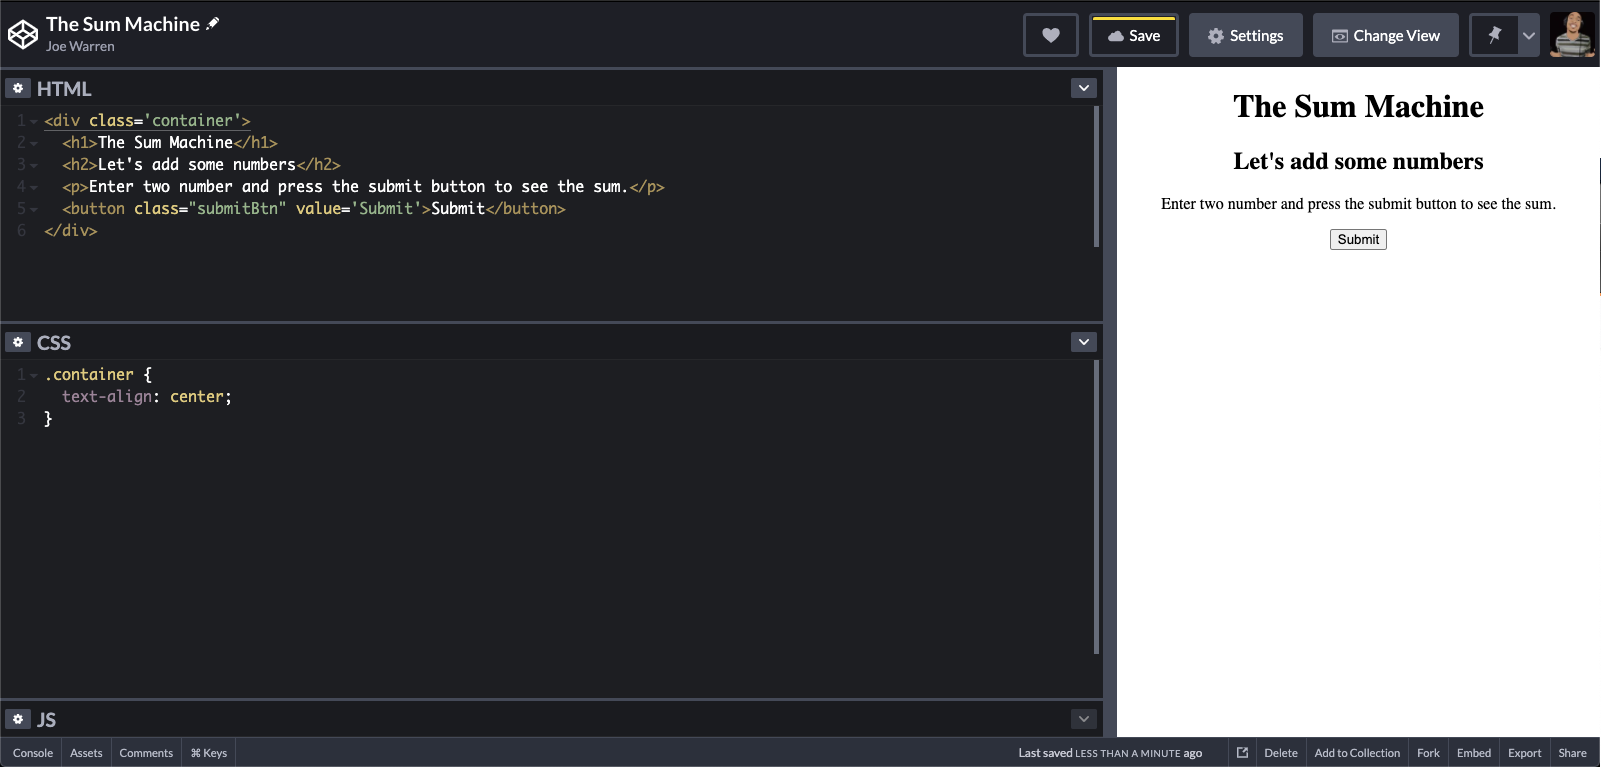 The Sum Machine
Joe Warren
Save
Settings
Change View
HTML
1 <div class='container'>
2 <h1>The Sum Machine</h1>
3 <h2>Let's add some numbers</h2>
4 <p>Enter two number and press the submit button to see the sum.</p>
5 <button class="submitBtn" value='Submit'>Submit</button>
6 </div>
CSS
1 .container {
2 text-align: center;
3 }
JS
The Sum Machine
Let's add some numbers
Enter two number and press the submit button to see the sum.
Submit
Console Assets Comments ⌘ Keys Last saved LESS THAN A MINUTE ago Delete Add to Collection Fork Embed Export Share